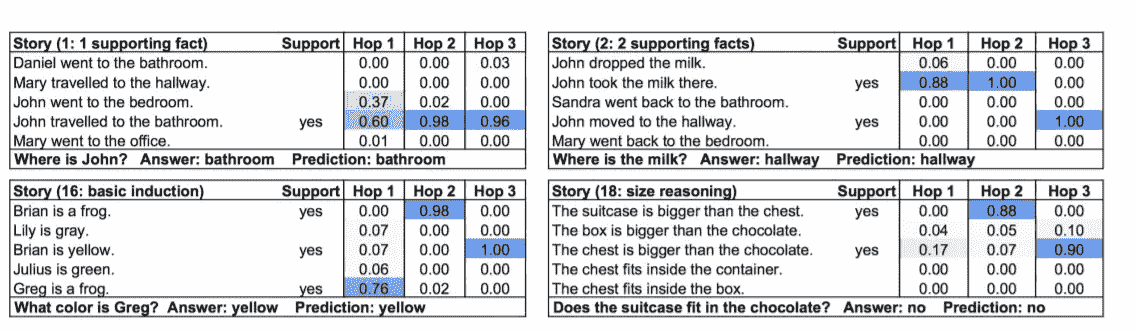 Story (1: 1 supporting fact) Support Hop 1 Hop 2 Hop 3
Daniel went to the bathroom. 0.00 0.00 0.03
Mary travelled to the hallway. 0.00 0.00 0.00
John went to the bedroom. 0.37 0.02 0.00
John travelled to the bathroom. yes 0.60 0.98 0.96
Mary went to the office. 0.01 0.00 0.00
Where is John? Answer: bathroom Prediction: bathroom
Story (2: 2 supporting facts) Support Hop 1 Hop 2 Hop 3
John dropped the milk. 0.06 0.00 0.00
John took the milk there. yes 0.88 1.00 0.00
Sandra went back to the bathroom. 0.00 0.00 0.00
John moved to the hallway. yes 0.00 0.00 1.00
Mary went back to the bedroom. 0.00 0.00 0.00
Where is the milk? Answer: hallway Prediction: hallway
Story (16: basic induction) Support Hop 1 Hop 2 Hop 3
Brian is a frog. yes 0.00 0.98 0.00
Lily is gray. 0.07 0.00 0.00
Brian is yellow. yes 0.07 0.00 1.00
Julius is green. 0.06 0.00 0.00
Greg is a frog. yes 0.76 0.02 0.00
What color is Greg? Answer: yellow Prediction: yellow
Story (18: size reasoning) Support Hop 1 Hop 2 Hop 3
The suitcase is bigger than the chest. yes 0.00 0.88 0.00
The box is bigger than the chocolate. 0.04 0.05 0.10
The chest is bigger than the chocolate. yes 0.17 0.07 0.90
The chest fits inside the container. 0.00 0.00 0.00
The chest fits inside the box. 0.00 0.00 0.00
Does the suitcase fit in the chocolate? Answer: no Prediction: no